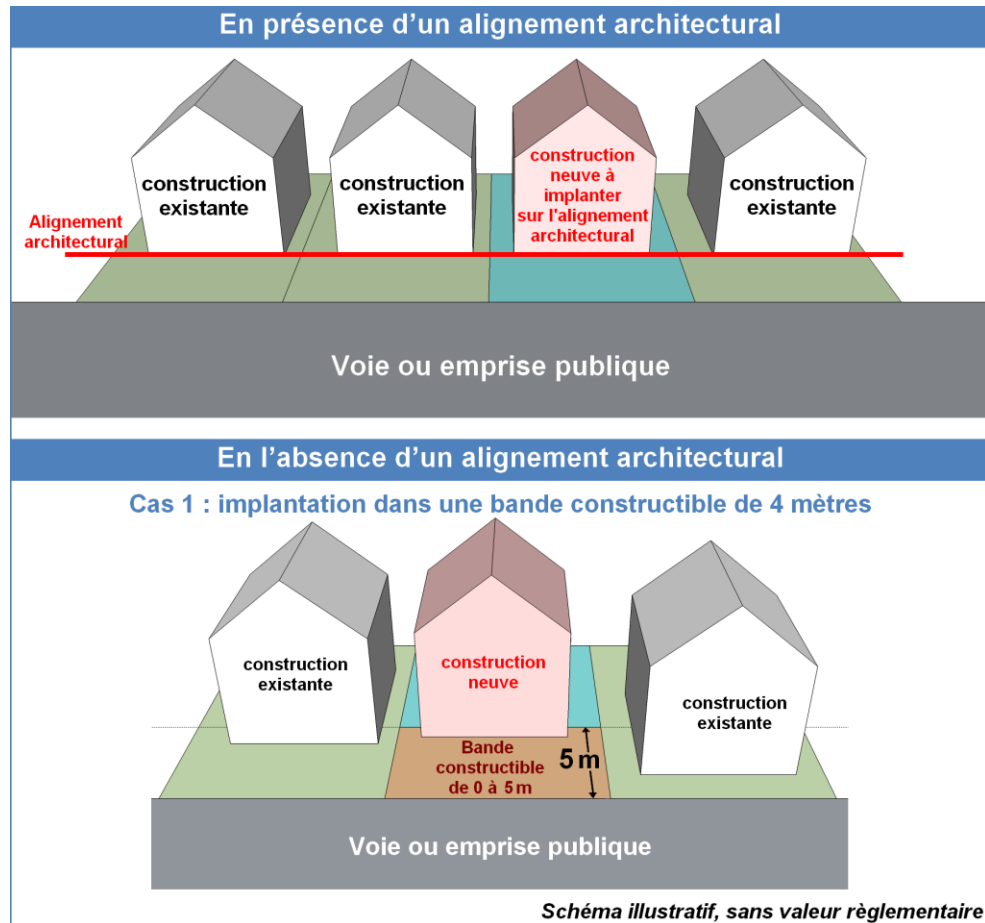 En présence d'un alignement architectural
construction
existante
construction
existante
construction
neuve à
implanter
sur l'alignement
architectural
construction
existante
Alignement
architectural
Voie ou emprise publique
En l'absence d'un alignement architectural
Cas 1 : implantation dans une bande constructible de 4 mètres
construction
existante
construction
neuve
construction
existante
Bande
constructible
de 0 à 5 m
5 m
Voie ou emprise publique
Schéma illustratif, sans valeur règlementaire